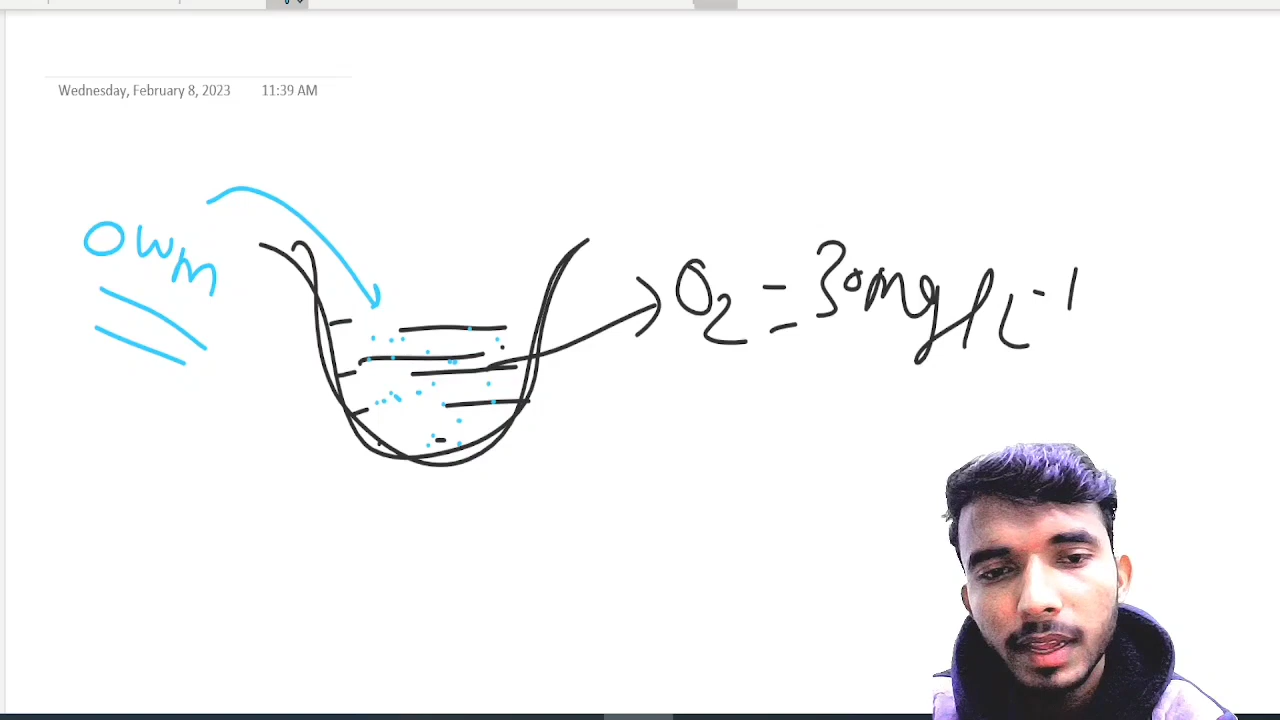 Wednesday, February 8, 2023 11:39 AM
OWM
O2 = 30mg/L-1